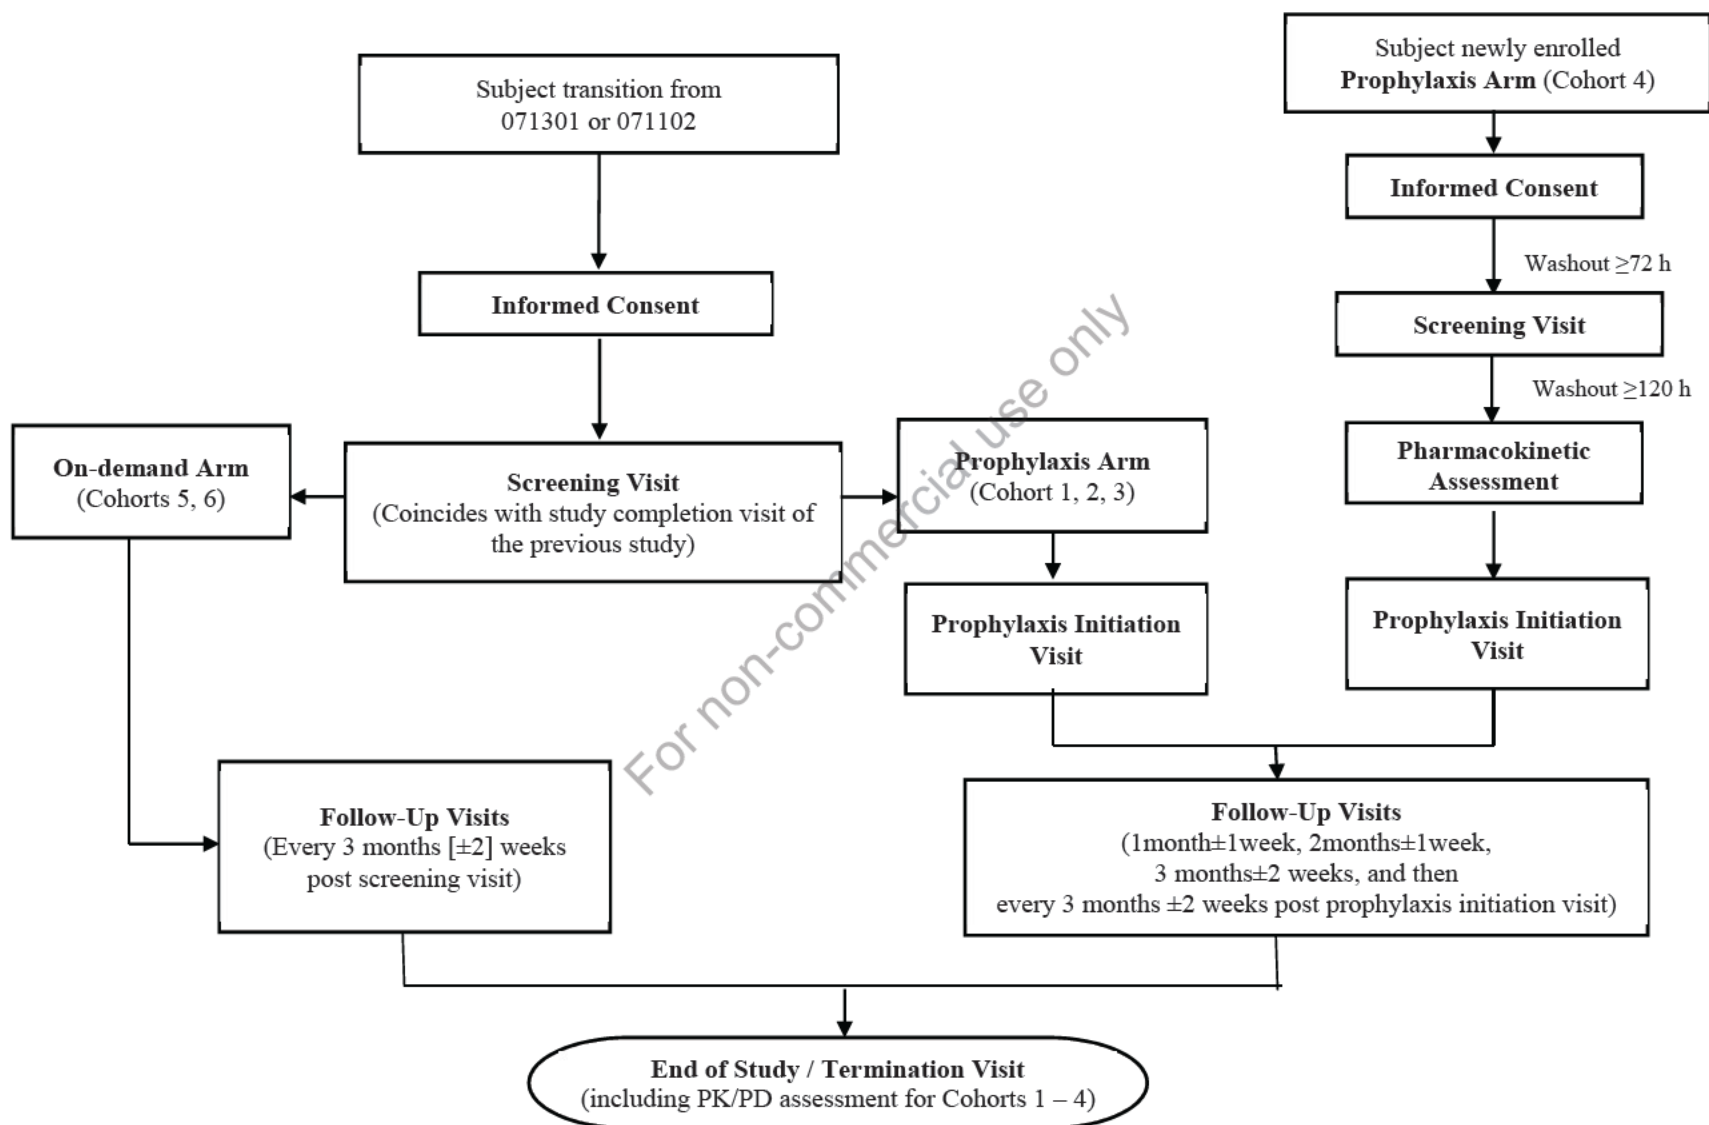 Subject transition from
071301 or 071102
Informed Consent
Screening Visit
(Coincides with study completion visit of
the previous study)
On-demand Arm
(Cohorts 5, 6)
Follow-Up Visits
(Every 3 months [±2] weeks
post screening visit)
Prophylaxis Arm
(Cohort 1, 2, 3)
Prophylaxis Initiation
Visit
Subject newly enrolled
Prophylaxis Arm (Cohort 4)
Informed Consent
Washout ≥72 h
Screening Visit
Washout ≥120 h
Pharmacokinetic
Assessment
Prophylaxis Initiation
Visit
Follow-Up Visits
(1month±1week, 2months±1week,
3 months±2 weeks, and then
every 3 months ±2 weeks post prophylaxis initiation visit)
End of Study / Termination Visit
(including PK/PD assessment for Cohorts 1 – 4)
For non-commercial use only